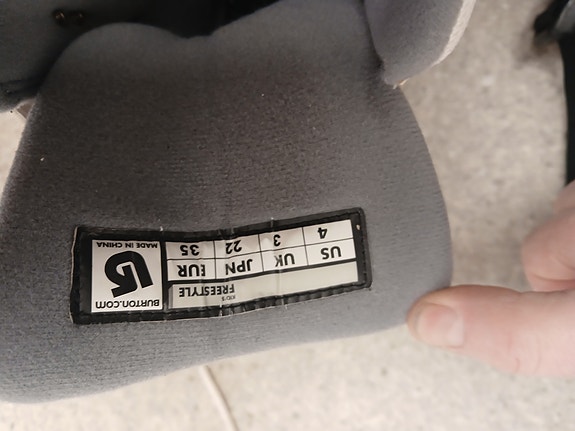 FREESTYLE
US UK JPN EUR
4 3 22 35
BURTON.COM
MADE IN CHINA